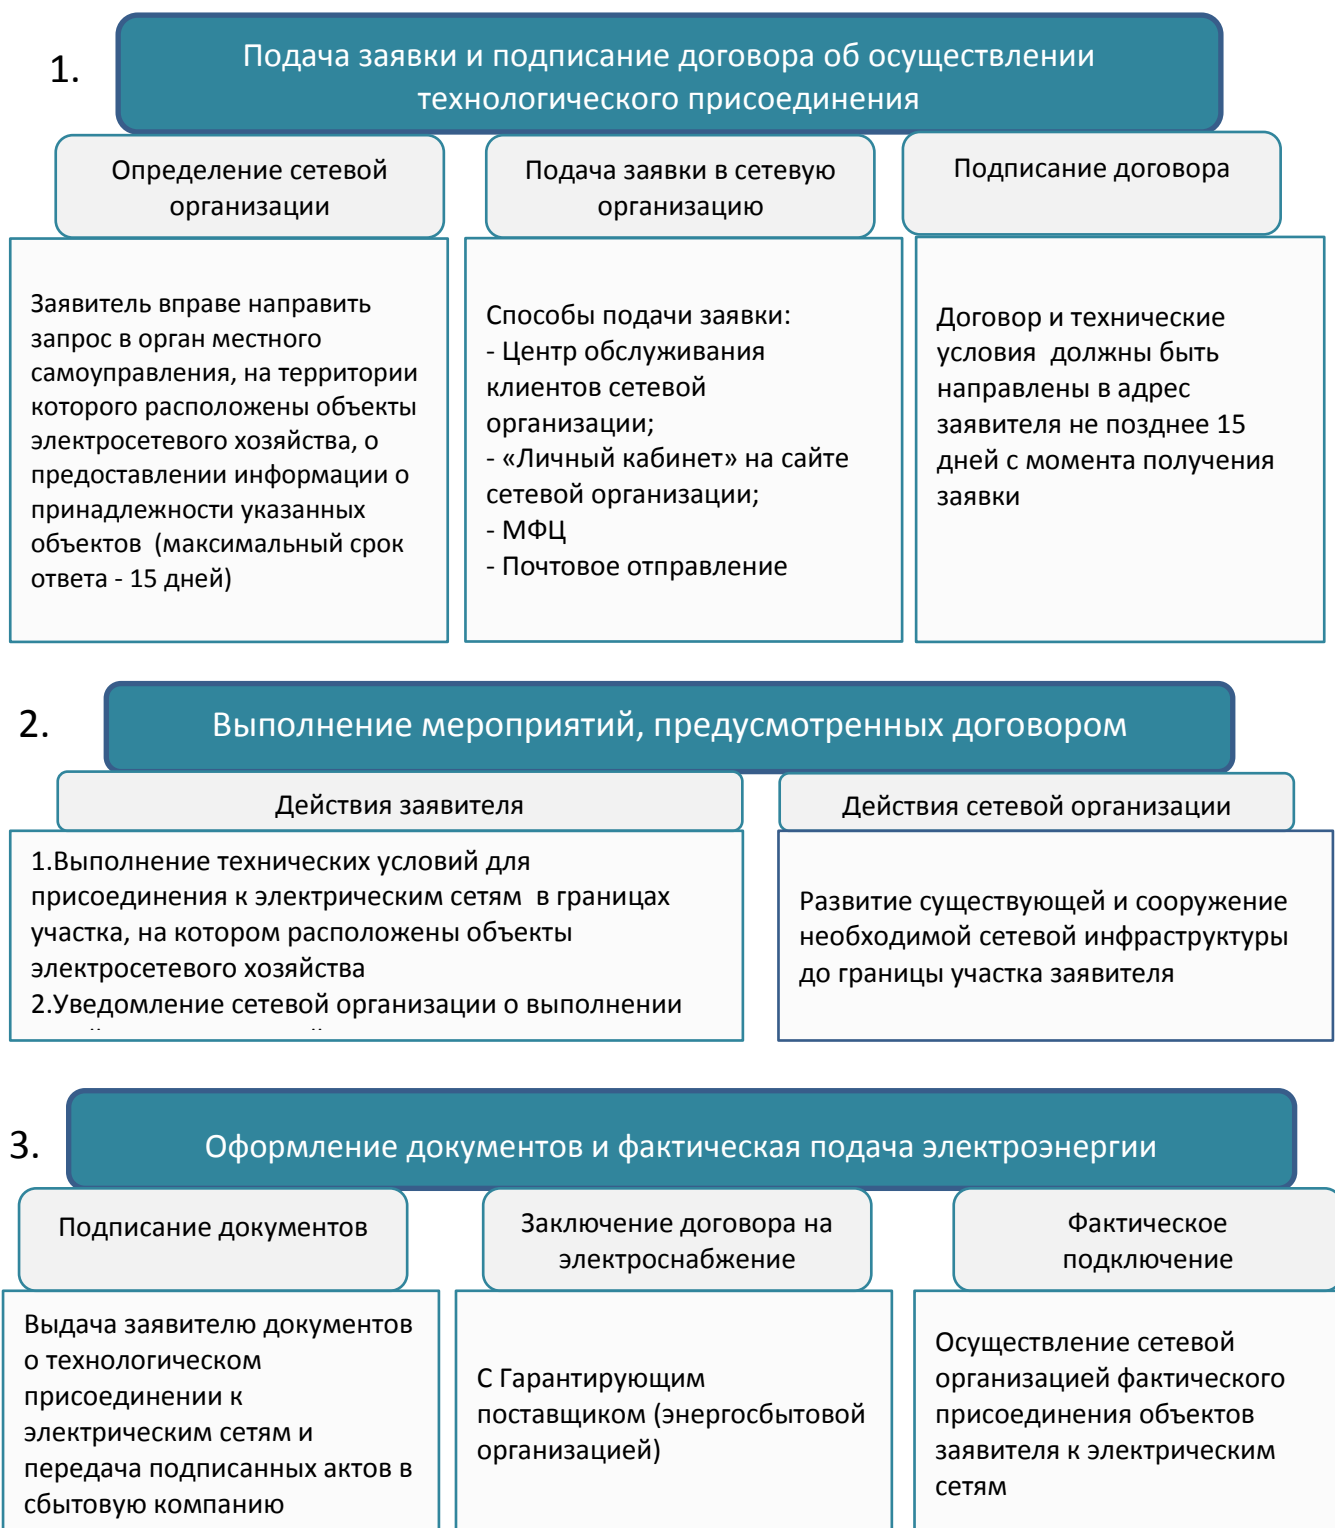 1.
Подача заявки и подписание договора об осуществлении
технологического присоединения
Определение сетевой
организации
Заявитель вправе направить
запрос в орган местного
самоуправления, на территории
которого расположены объекты
электросетевого хозяйства, о
предоставлении информации о
принадлежности указанных
объектов (максимальный срок
ответа - 15 дней)
Подача заявки в сетевую
организацию
Способы подачи заявки:
- Центр обслуживания
клиентов сетевой
организации;
- «Личный кабинет» на сайте
сетевой организации;
- МФЦ
- Почтовое отправление
Подписание договора
Договор и технические
условия должны быть
направлены в адрес
заявителя не позднее 15
дней с момента получения
заявки
2.
Выполнение мероприятий, предусмотренных договором
Действия заявителя
1.Выполнение технических условий для
присоединения к электрическим сетям в границах
участка, на котором расположены объекты
электросетевого хозяйства
2.Уведомление сетевой организации о выполнении
Действия сетевой организации
Развитие существующей и сооружение
необходимой сетевой инфраструктуры
до границы участка заявителя
3.
Оформление документов и фактическая подача электроэнергии
Подписание документов
Выдача заявителю документов
о технологическом
присоединении к
электрическим сетям и
передача подписанных актов в
сбытовую компанию
Заключение договора на
электроснабжение
С Гарантирующим
поставщиком (энергосбытовой
организацией)
Фактическое
подключение
Осуществление сетевой
организацией фактического
присоединения объектов
заявителя к электрическим
сетям